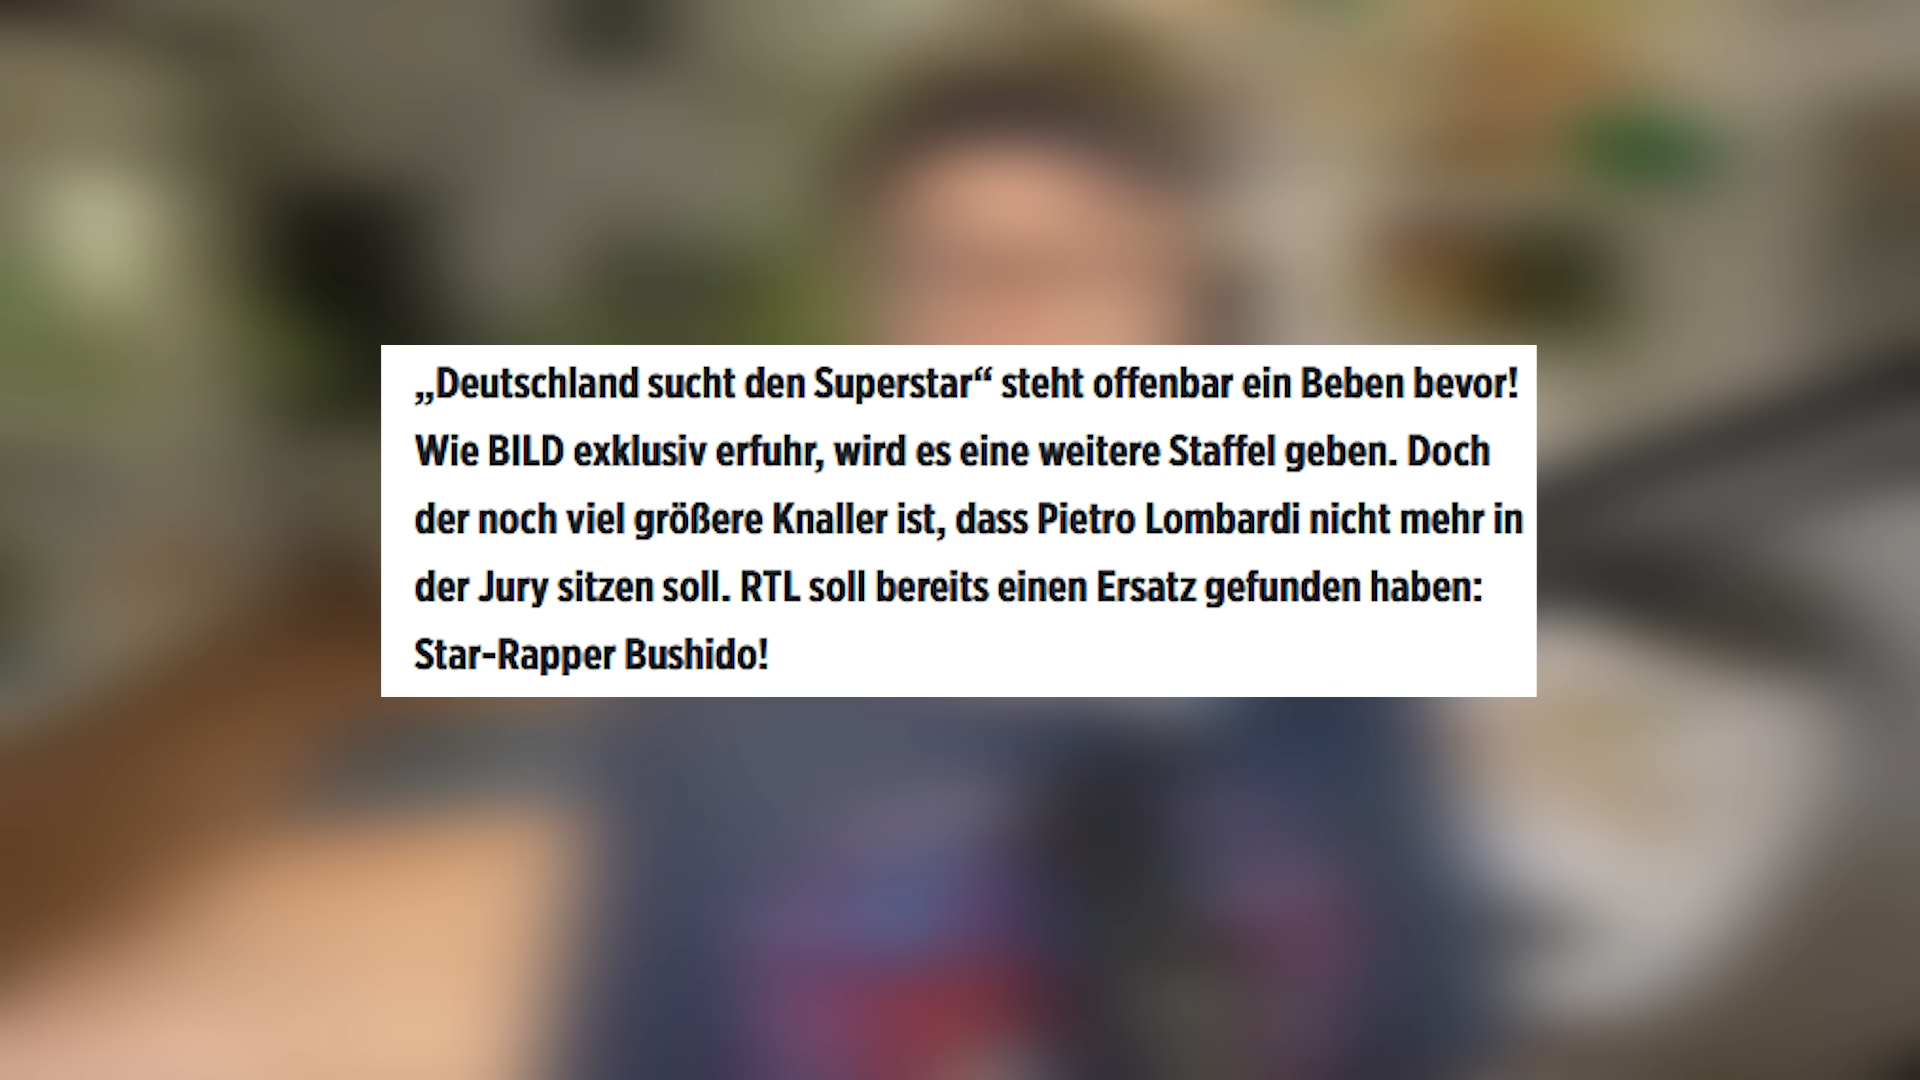 „Deutschland sucht den Superstar“ steht offenbar ein Beben bevor!
Wie BILD exklusiv erfuhr, wird es eine weitere Staffel geben. Doch
der noch viel größere Knaller ist, dass Pietro Lombardi nicht mehr in
der Jury sitzen soll. RTL soll bereits einen Ersatz gefunden haben:
Star-Rapper Bushido!